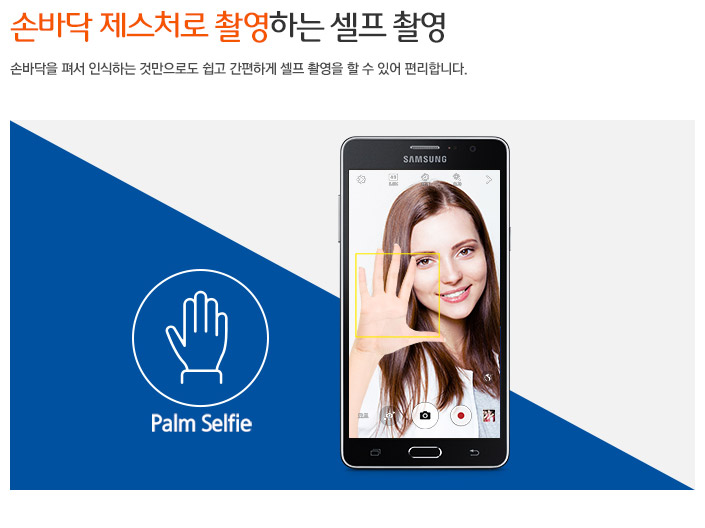 손바닥 제스처로 촬영하는 셀프 촬영
손바닥을 펴서 인식하는 것만으로도 쉽고 간편하게 셀프 촬영을 할 수 있어 편리합니다.
SAMSUNG
Palm Selfie